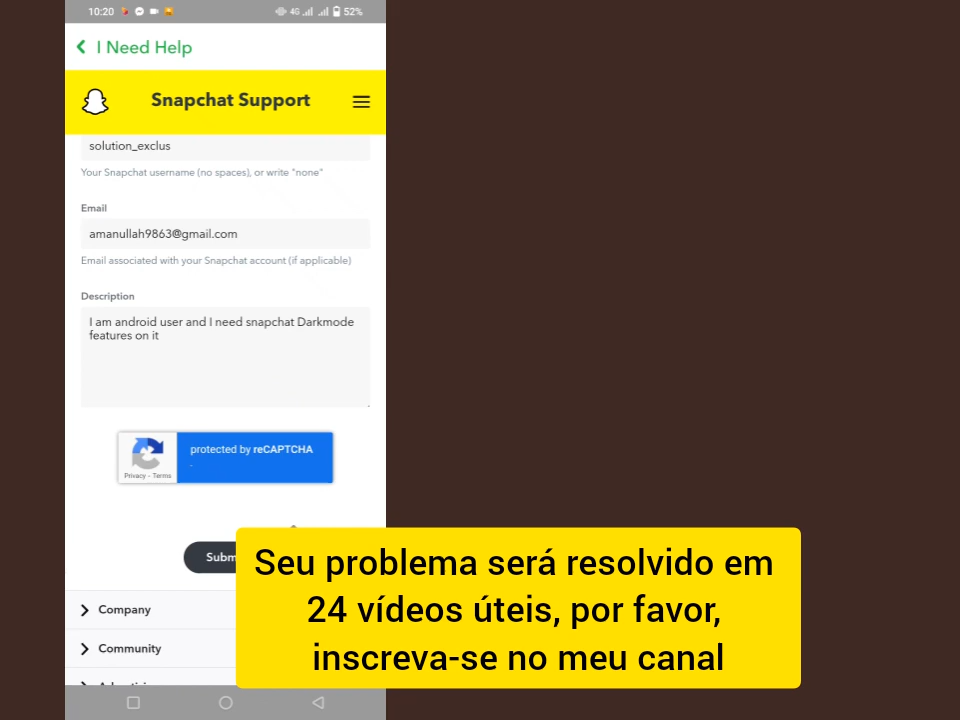 10:20
4G
52%
I Need Help
Snapchat Support
solution_exclus
Your Snapchat username (no spaces), or write "none"
Email
amanullah9863@gmail.com
Email associated with your Snapchat account (if applicable)
Description
I am android user and I need snapchat Darkmode
features on it
protected by reCAPTCHA
Privacy - Terms
Subm
Seu problema será resolvido em
24 vídeos úteis, por favor,
inscreva-se no meu canal
Company
Community